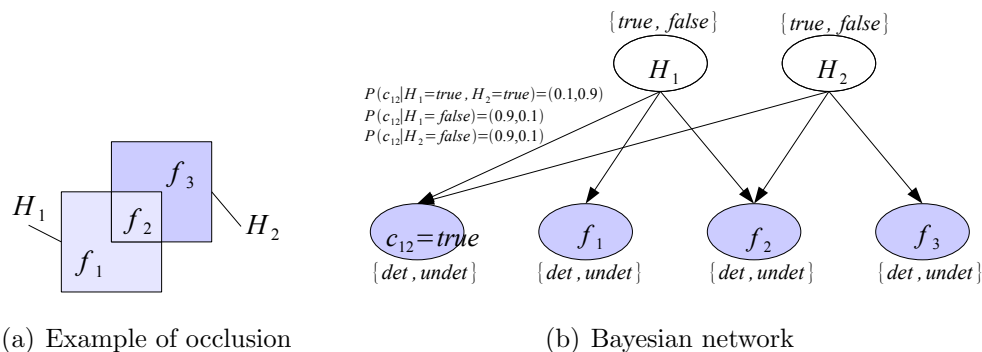 {true, false} {true, false}
H₁ H₂
P(c₁₂|H₁=true, H₂=true)=(0.1,0.9)
P(c₁₂|H₁=false)=(0.9,0.1)
P(c₁₂|H₂=false)=(0.9,0.1)
f₃
H₁ f₂ H₂
f₁
c₁₂=true f₁ f₂ f₃
{det, undet} {det, undet} {det, undet} {det, undet}
(a) Example of occlusion (b) Bayesian network